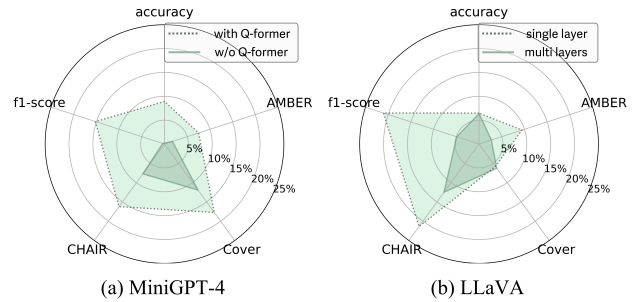 accuracy
with Q-former
w/o Q-former
f1-score
AMBER
5%
10%
15%
20%
25%
CHAIR
Cover
(a) MiniGPT-4
accuracy
single layer
multi layers
f1-score
AMBER
5%
10%
15%
20%
25%
CHAIR
Cover
(b) LLaVA